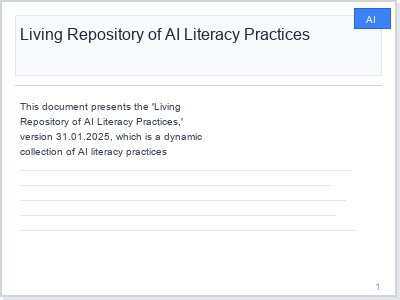 AI
Living Repository of AI Literacy Practices
This document presents the 'Living
Repository of AI Literacy Practices,'
version 31.01.2025, which is a dynamic
collection of AI literacy practices
1